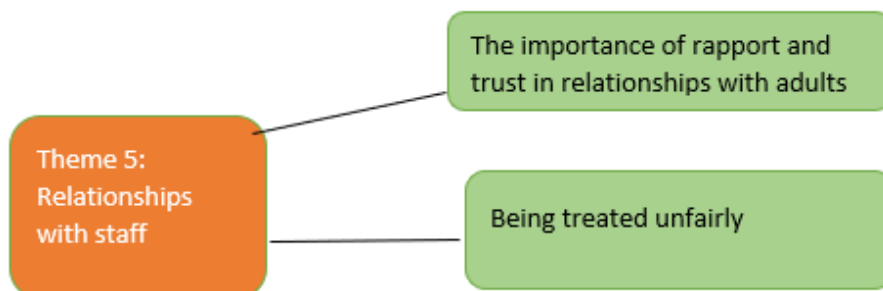 The importance of rapport and
trust in relationships with adults
Theme 5:
Relationships
with staff
Being treated unfairly